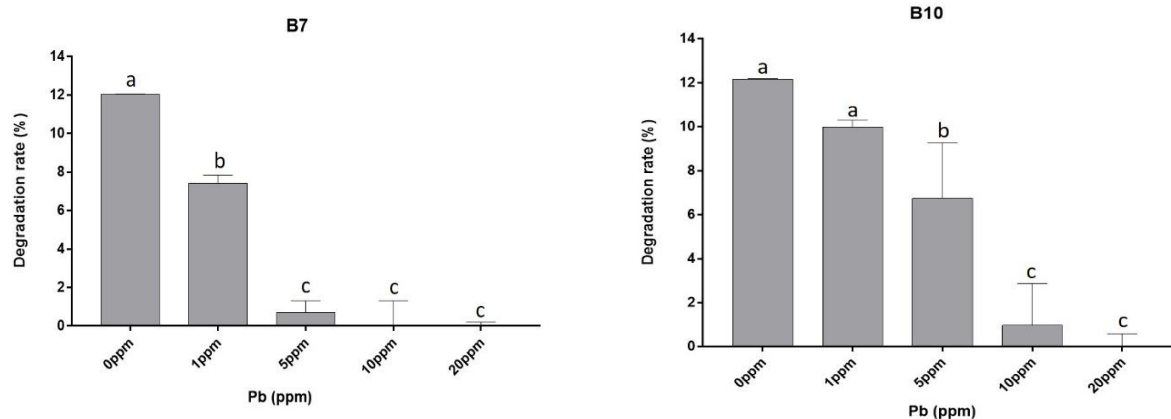 B7
Degradation rate (%)
14
12
10
8
6
4
2
0
a
b
c
c
c
0ppm
1ppm
5ppm
10ppm
20ppm
Pb (ppm)
B10
Degradation rate (%)
14
12
10
8
6
4
2
0
a
a
b
c
c
0ppm
1ppm
5ppm
10ppm
20ppm
Pb (ppm)